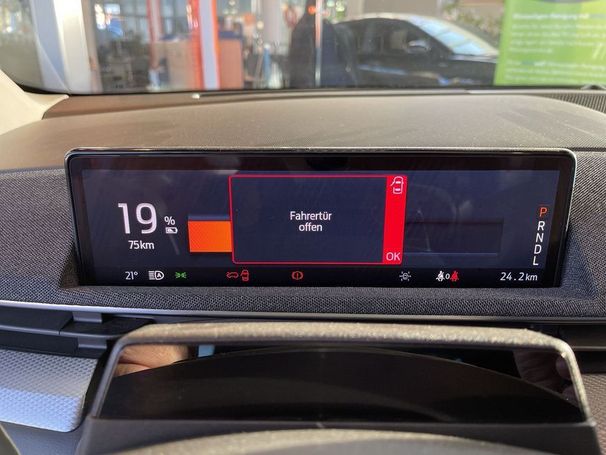 19 %
75km
Fahrertür
offen
OK
P
R
N
D
L
21°
24.2 km